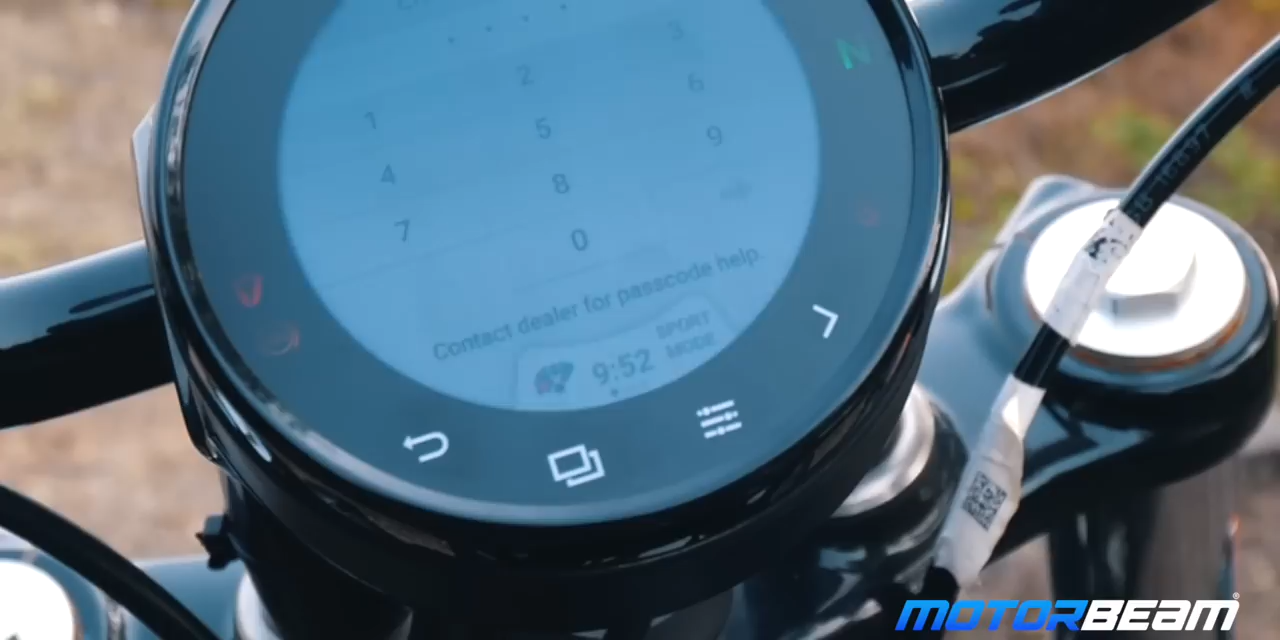 N
1 2 3
4 5 6
7 8 9
0
Contact dealer for passcode help
9:52 SPORT
MODE
MOTORBEAM